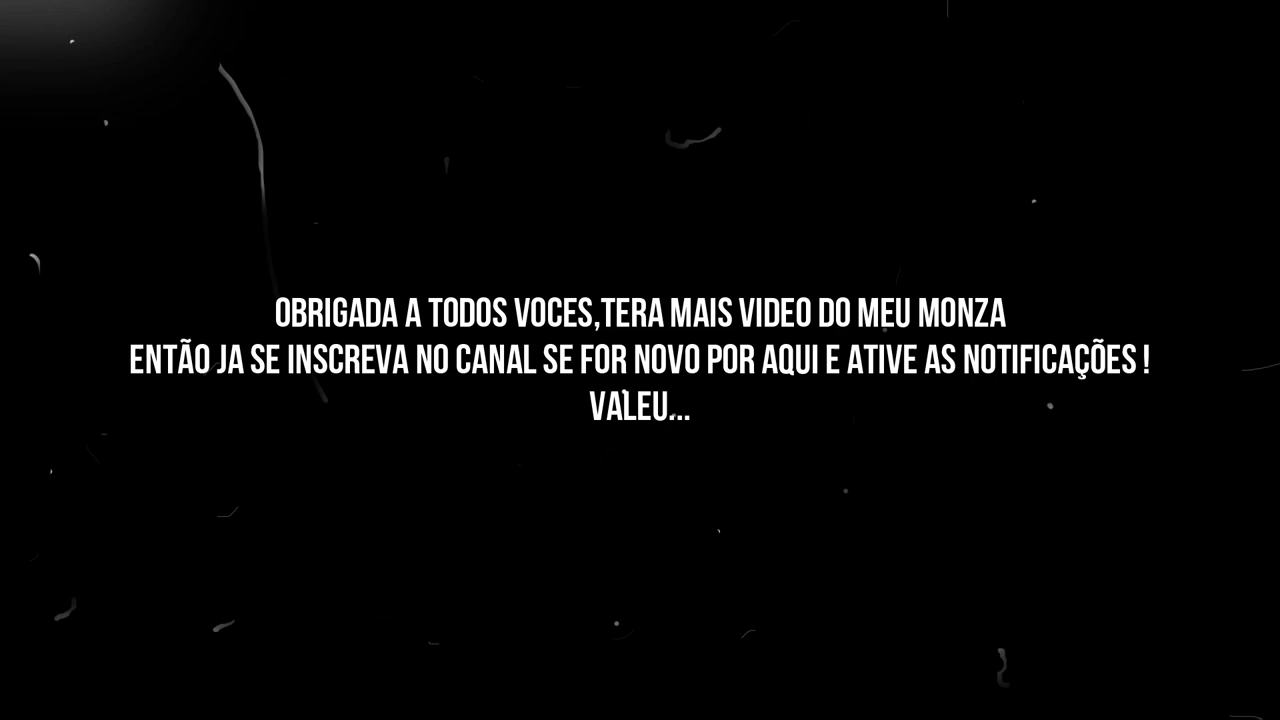 OBRIGADA A TODOS VOCES,TERA MAIS VIDEO DO MEU MONZA
ENTÃO JA SE INSCREVA NO CANAL SE FOR NOVO POR AQUI E ATIVE AS NOTIFICAÇÕES !
VALEU...